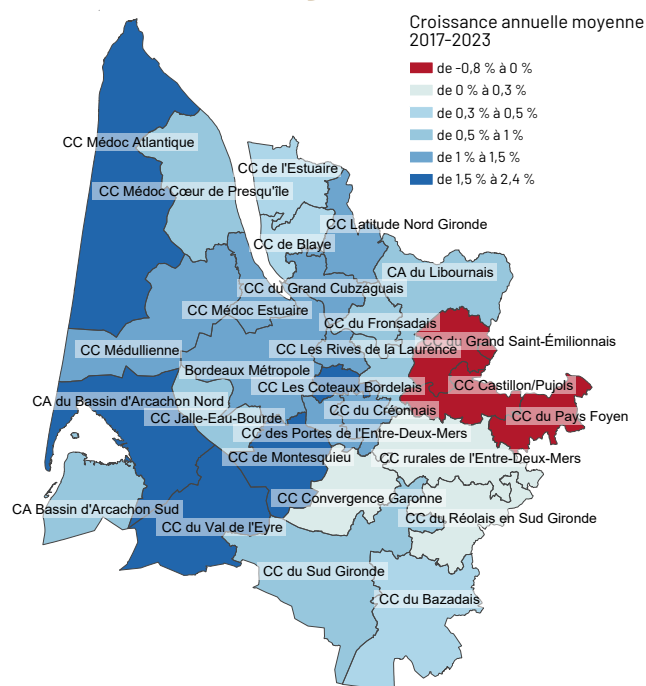 Croissance annuelle moyenne
2017-2023
de -0,8 % à 0 %
de 0 % à 0,3 %
de 0,3 % à 0,5 %
de 0,5 % à 1 %
de 1 % à 1,5 %
de 1,5 % à 2,4 %
CC Médoc Atlantique
CC de l'Estuaire
CC Médoc Cœur de Presqu'île
CC Latitude Nord Gironde
CC de Blaye
CA du Libournais
CC du Grand Cubzaguais
CC Médoc Estuaire
CC du Fronsadais
CC du Grand Saint-Émilionnais
CC Médullienne
CC Les Rives de la Laurence
Bordeaux Métropole
CC Les Coteaux Bordelais
CC Castillon/Pujols
CA du Bassin d'Arcachon Nord
CC Jalle-Eau-Bourde
CC du Créonnais
CC du Pays Foyen
CC des Portes de l'Entre-Deux-Mers
CC de Montesquieu
CC rurales de l'Entre-Deux-Mers
CC Convergence Garonne
CA Bassin d'Arcachon Sud
CC du Réolais en Sud Gironde
CC du Val de l'Eyre
CC du Sud Gironde
CC du Bazadais